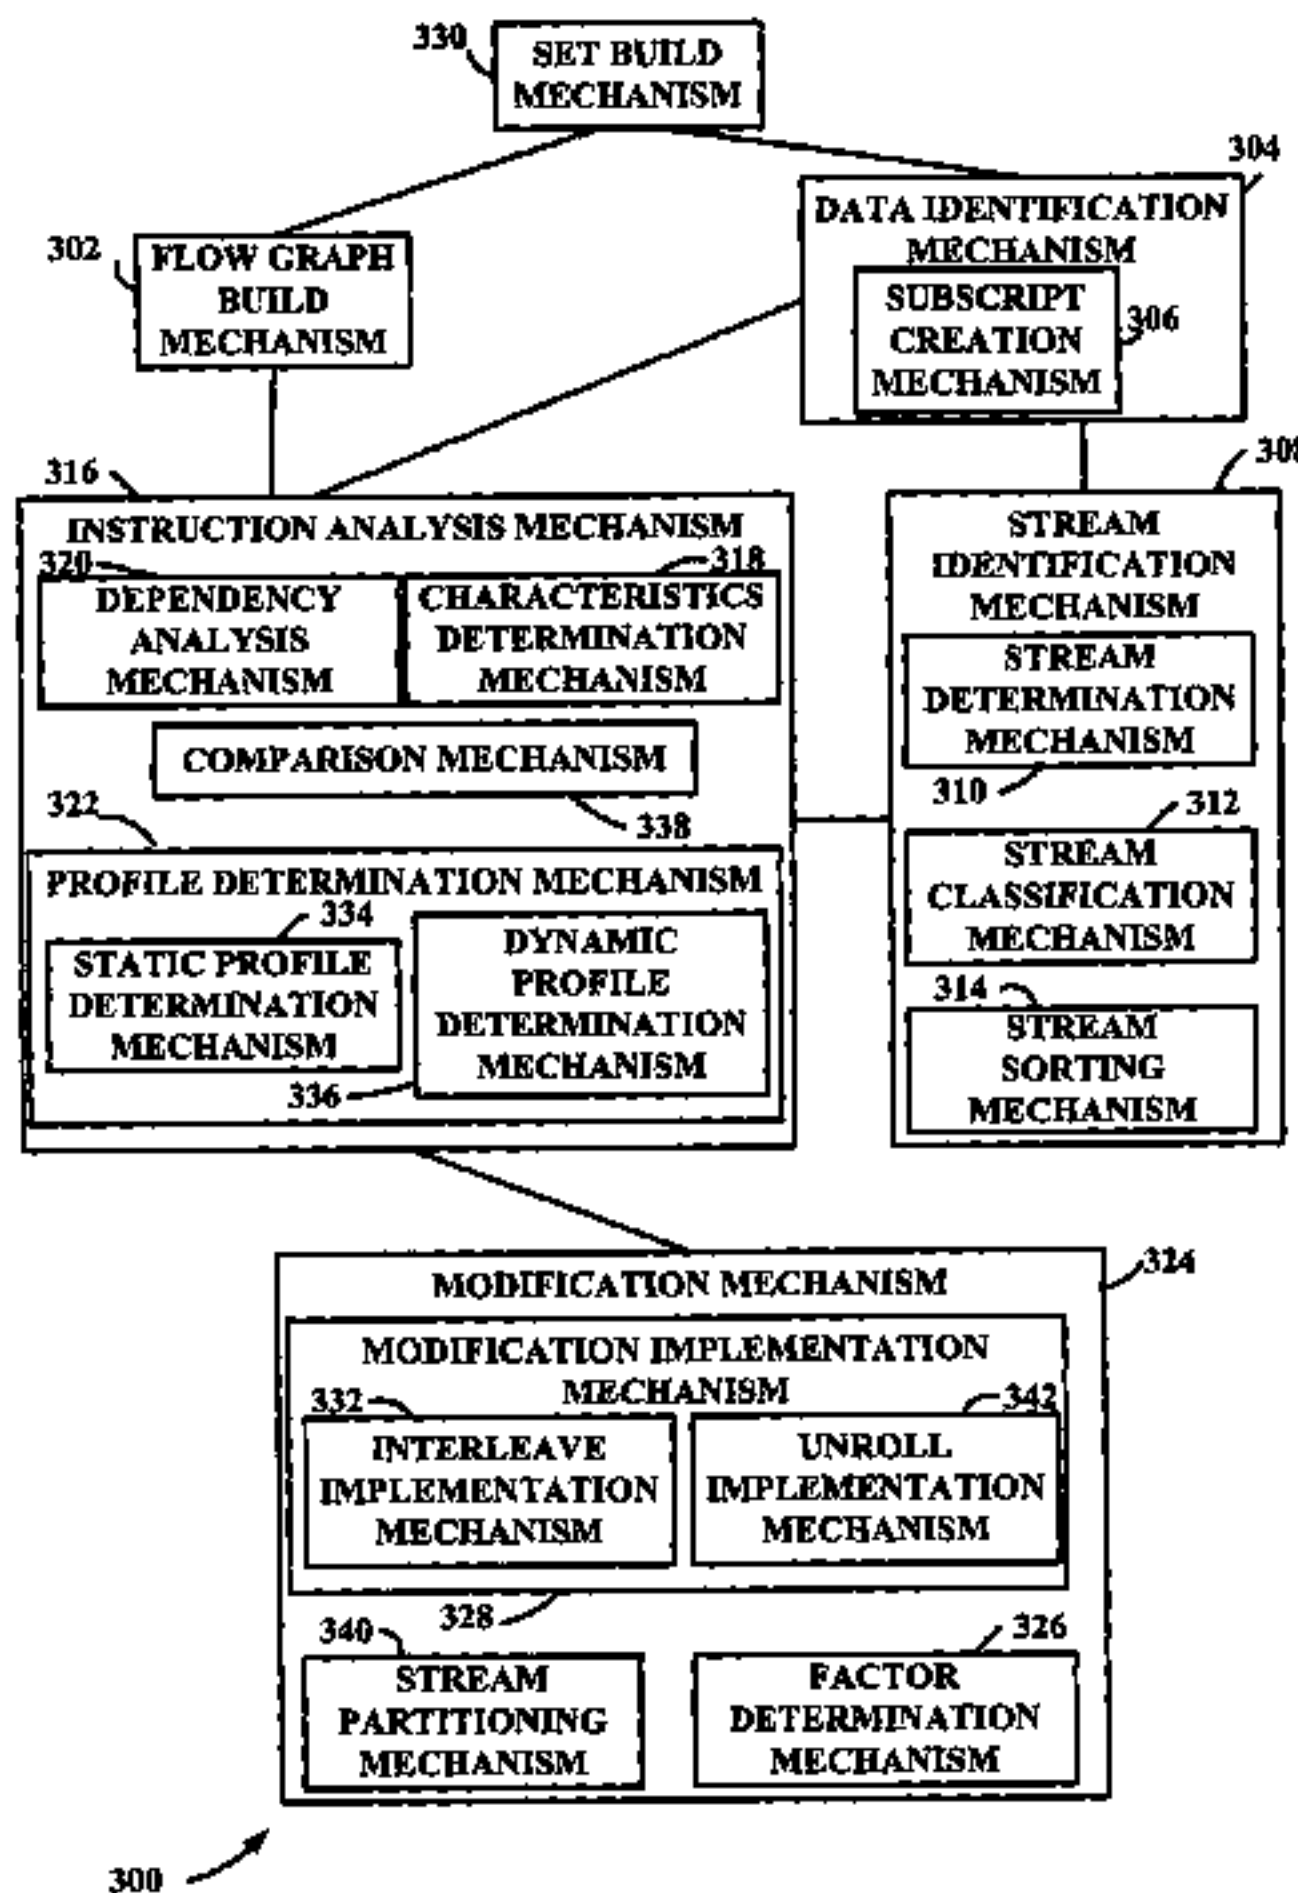 330
SET BUILD
MECHANISM
304
DATA IDENTIFICATION
MECHANISM
302
FLOW GRAPH
BUILD
MECHANISM
SUBSCRIPT
CREATION
MECHANISM
306
316
INSTRUCTION ANALYSIS MECHANISM
320
318
DEPENDENCY
ANALYSIS
MECHANISM
CHARACTERISTICS
DETERMINATION
MECHANISM
COMPARISON MECHANISM
338
322
PROFILE DETERMINATION MECHANISM
334
STATIC PROFILE
DETERMINATION
MECHANISM
DYNAMIC
PROFILE
DETERMINATION
MECHANISM
336
308
STREAM
IDENTIFICATION
MECHANISM
STREAM
DETERMINATION
MECHANISM
310
312
STREAM
CLASSIFICATION
MECHANISM
314
STREAM
SORTING
MECHANISM
324
MODIFICATION MECHANISM
MODIFICATION IMPLEMENTATION
MECHANISM
332
342
INTERLEAVE
IMPLEMENTATION
MECHANISM
UNROLL
IMPLEMENTATION
MECHANISM
328
340
326
STREAM
PARTITIONING
MECHANISM
FACTOR
DETERMINATION
MECHANISM
300